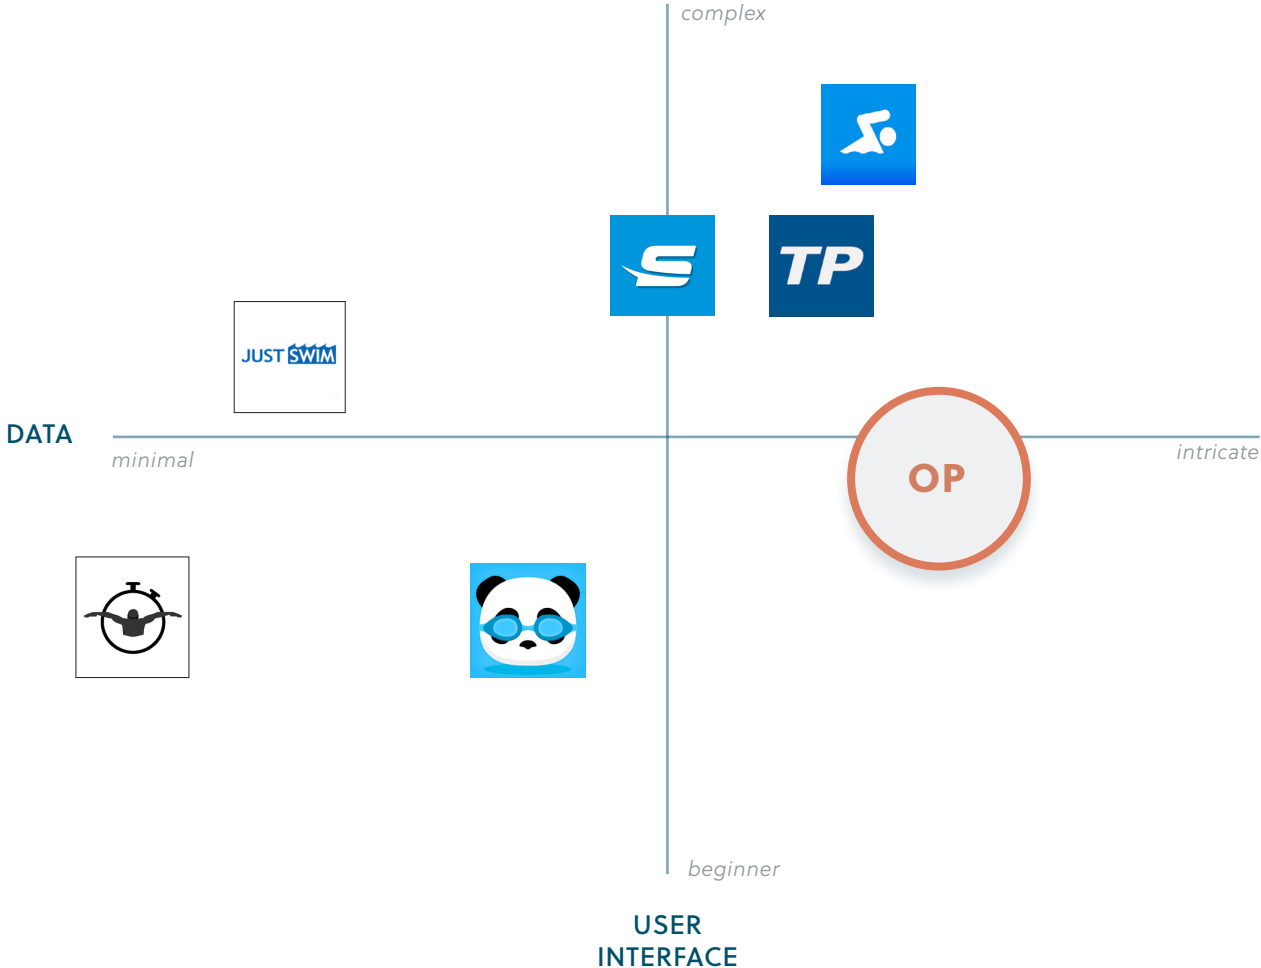 complex
S
TP
JUST SWIM
DATA
minimal
intricate
OP
beginner
USER
INTERFACE